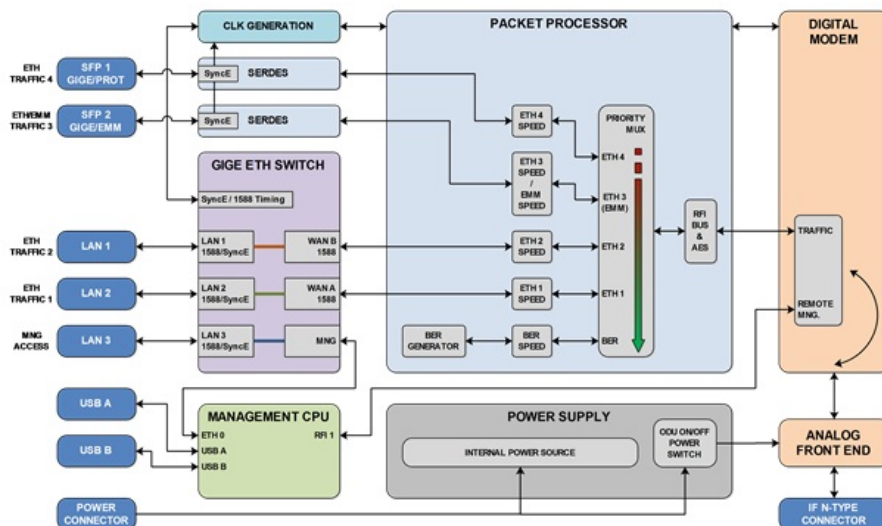 CLK GENERATION
PACKET PROCESSOR
DIGITAL
MODEM
ETH
TRAFFIC 4
SFP 1
GIGE/PROT
SyncE
SERDES
ETH/EMM
TRAFFIC 3
SFP 2
GIGE/EMM
SyncE
SERDES
ETH 4
SPEED
PRIORITY
MUX
ETH 4
GIGE ETH SWITCH
ETH 3
SPEED
/
EMM
SPEED
ETH 3
(EMM)
SyncE / 1588 Timing
RFI
BUS
&
AES
TRAFFIC
ETH
TRAFFIC 2
LAN 1
LAN 1
1588/SyncE
WAN B
1588
ETH 2
SPEED
ETH 2
ETH
TRAFFIC 1
LAN 2
LAN 2
1588/SyncE
WAN A
1588
ETH 1
SPEED
ETH 1
REMOTE
MNG.
MNG
ACCESS
LAN 3
LAN 3
1588/SyncE
MNG
BER
GENERATOR
BER
SPEED
BER
USB A
USB B
MANAGEMENT CPU
ETH 0
RFI 1
USB A
USB B
POWER SUPPLY
INTERNAL POWER SOURCE
ODU ON/OFF
POWER
SWITCH
ANALOG
FRONT END
POWER
CONNECTOR
IF N-TYPE
CONNECTOR